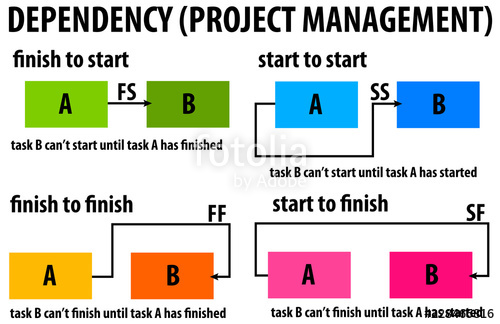 DEPENDENCY (PROJECT MANAGEMENT)
finish to start
A FS B
task B can't start until task A has finished
start to start
A SS B
task B can't start until task A has started
fotolia
by Adobe
finish to finish
FF
A B
task B can't finish until task A has finished
start to finish
SF
A B
task B can't finish until task A has started